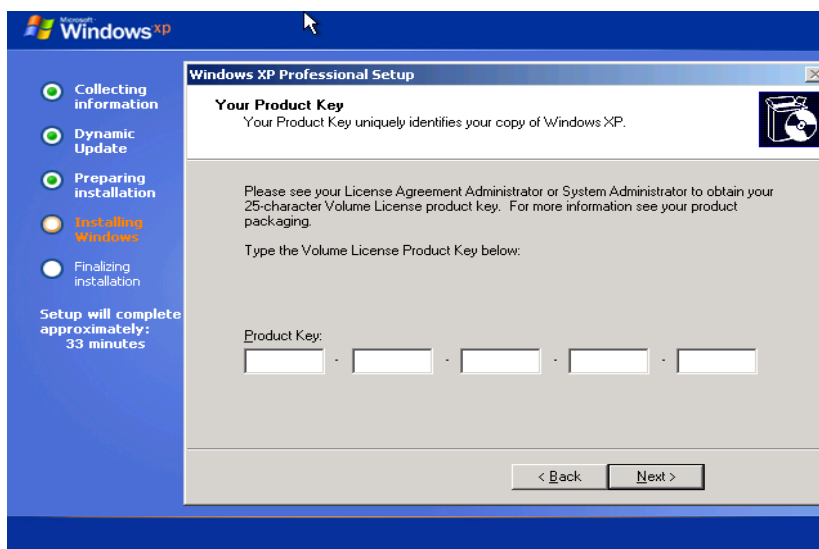 Microsoft
Windows xp
Windows XP Professional Setup
Collecting
information
Dynamic
Update
Preparing
installation
Installing
Windows
Finalizing
installation
Setup will complete
approximately:
33 minutes
Your Product Key
Your Product Key uniquely identifies your copy of Windows XP.
Please see your License Agreement Administrator or System Administrator to obtain your
25-character Volume License product key. For more information see your product
packaging.
Type the Volume License Product Key below:
Product Key:
- - - -
< Back Next >